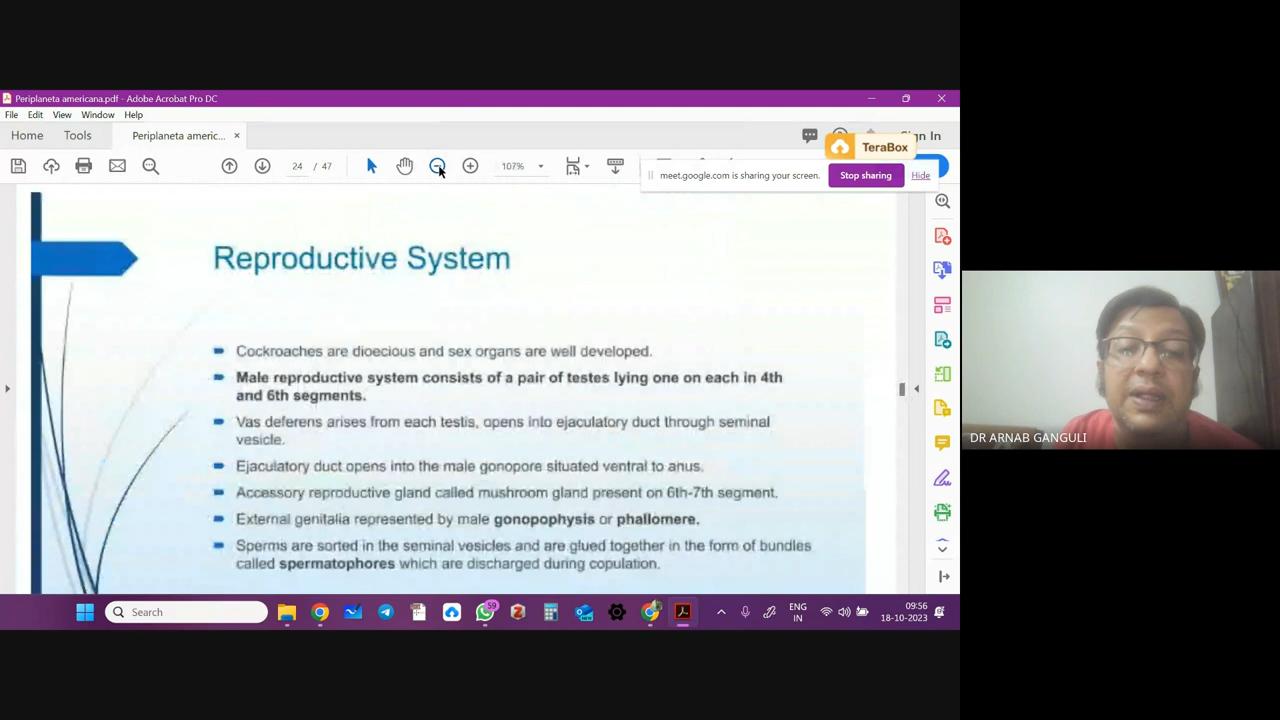 Periplaneta americana.pdf - Adobe Acrobat Pro DC
File Edit View Window Help
Home Tools Periplaneta americ... × Sign In
TeraBox
24 / 47 107%
meet.google.com is sharing your screen. Stop sharing Hide
Reproductive System
Cockroaches are dioecious and sex organs are well developed.
Male reproductive system consists of a pair of testes lying one on each in 4th
and 6th segments.
Vas deferens arises from each testis, opens into ejaculatory duct through seminal
vesicle.
Ejaculatory duct opens into the male gonopore situated ventral to anus.
Accessory reproductive gland called mushroom gland present on 6th-7th segment.
External genitalia represented by male gonopophysis or phallomere.
Sperms are sorted in the seminal vesicles and are glued together in the form of bundles
called spermatophores which are discharged during copulation.
DR ARNAB GANGULI
Search
59
ENG
IN
09:56
18-10-2023